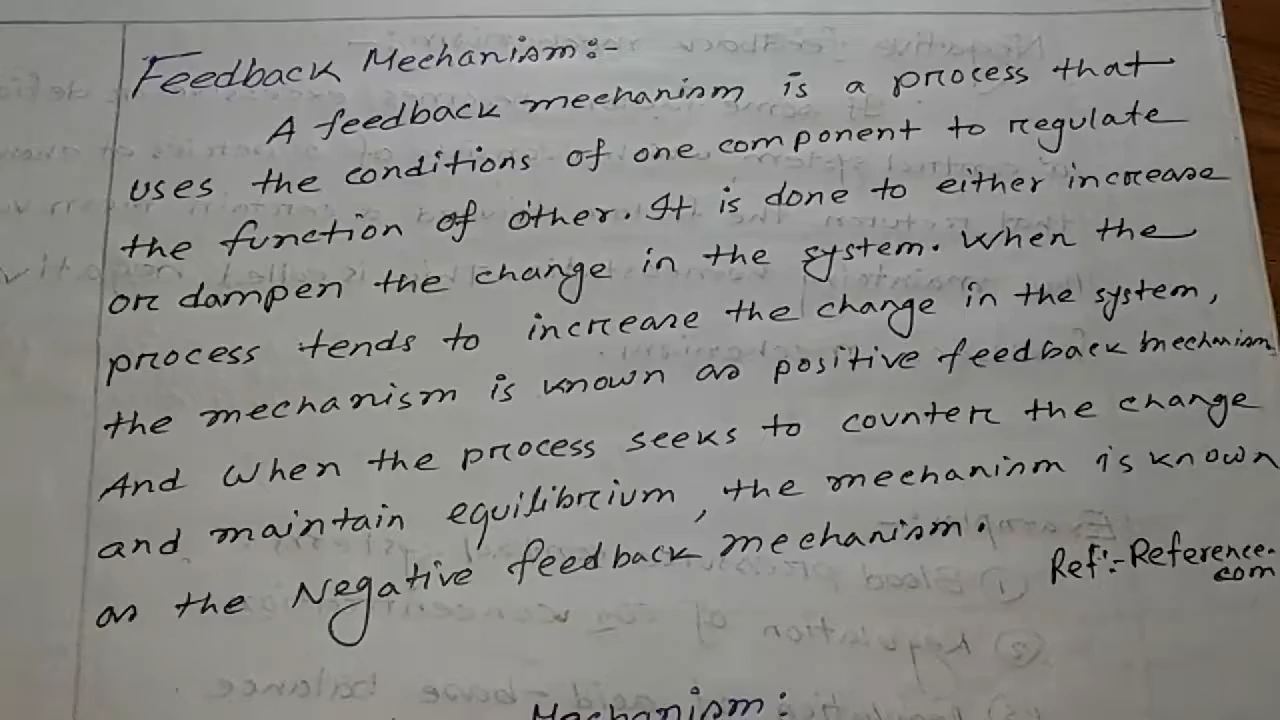 Feedback Mechanism:-
A feedback mechanism is a process that
uses the conditions of one component to regulate
the function of other. It is done to either increase
or dampen the change in the system. When the
process tends to increase the change in the system,
the mechanism is known as positive feedback mechanism
And when the process seeks to counter the change
and maintain equilibrium, the mechanism is known
as the Negative feedback mechanism.
Ref:- Reference.
com
Mechanism: